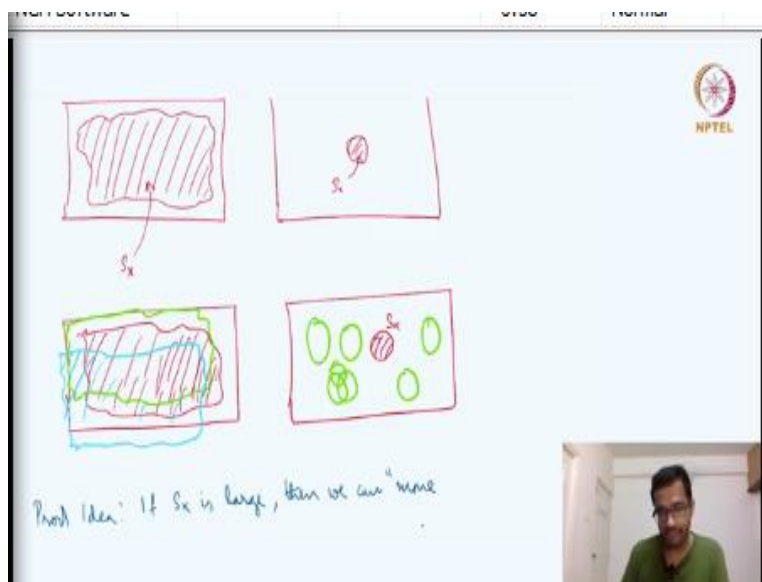 NPTEL
Sx
Sx
Sx
Proof Idea: If Sx is large, then we can "move